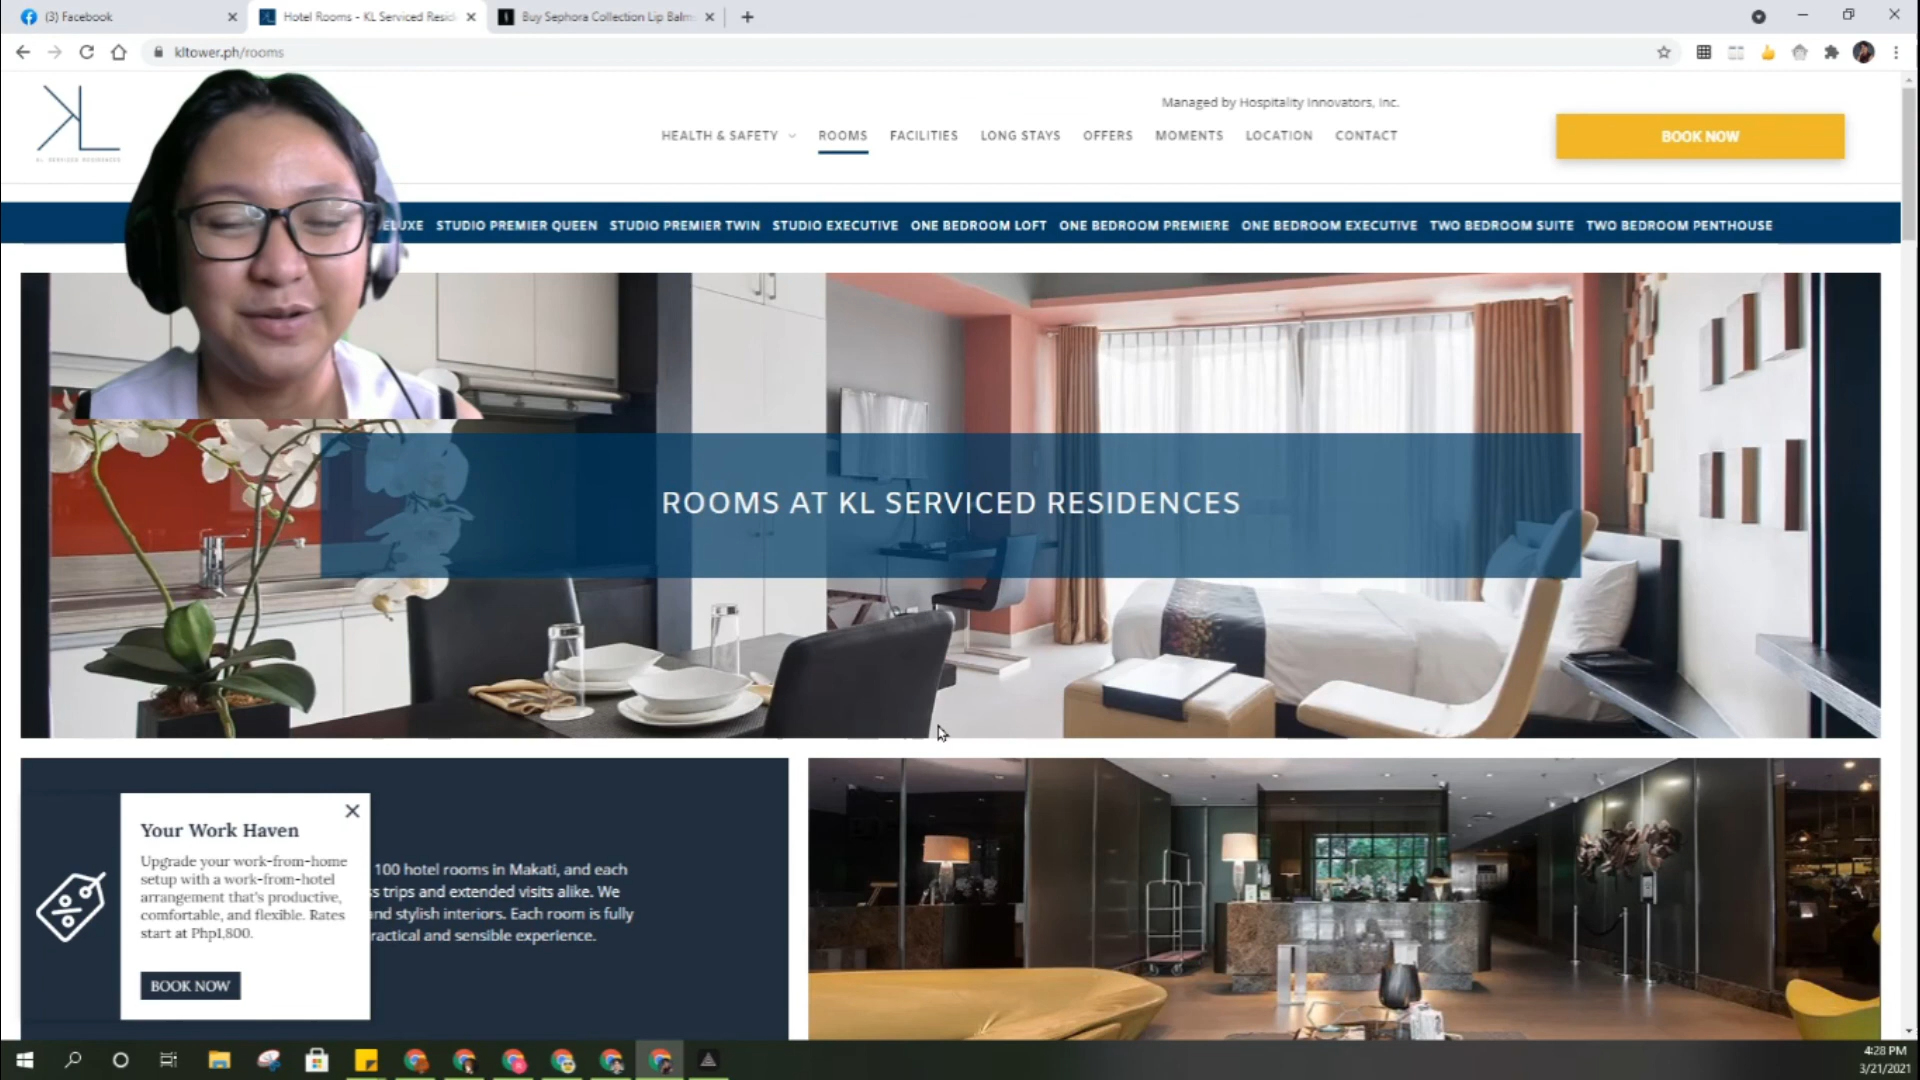 (3) Facebook
Hotel Rooms - KL Serviced Resid
Buy Sephora Collection Lip Balm
kltower.ph/rooms
KL SERVICED RESIDENCES
Managed by Hospitality Innovators, Inc.
HEALTH & SAFETY
ROOMS
FACILITIES
LONG STAYS
OFFERS
MOMENTS
LOCATION
CONTACT
BOOK NOW
ELUXE
STUDIO PREMIER QUEEN
STUDIO PREMIER TWIN
STUDIO EXECUTIVE
ONE BEDROOM LOFT
ONE BEDROOM PREMIERE
ONE BEDROOM EXECUTIVE
TWO BEDROOM SUITE
TWO BEDROOM PENTHOUSE
ROOMS AT KL SERVICED RESIDENCES
Your Work Haven
Upgrade your work-from-home
setup with a work-from-hotel
arrangement that's productive,
comfortable, and flexible. Rates
start at Php1,800.
BOOK NOW
100 hotel rooms in Makati, and each
s trips and extended visits alike. We
nd stylish interiors. Each room is fully
ractical and sensible experience.
4:28 PM
3/21/2021